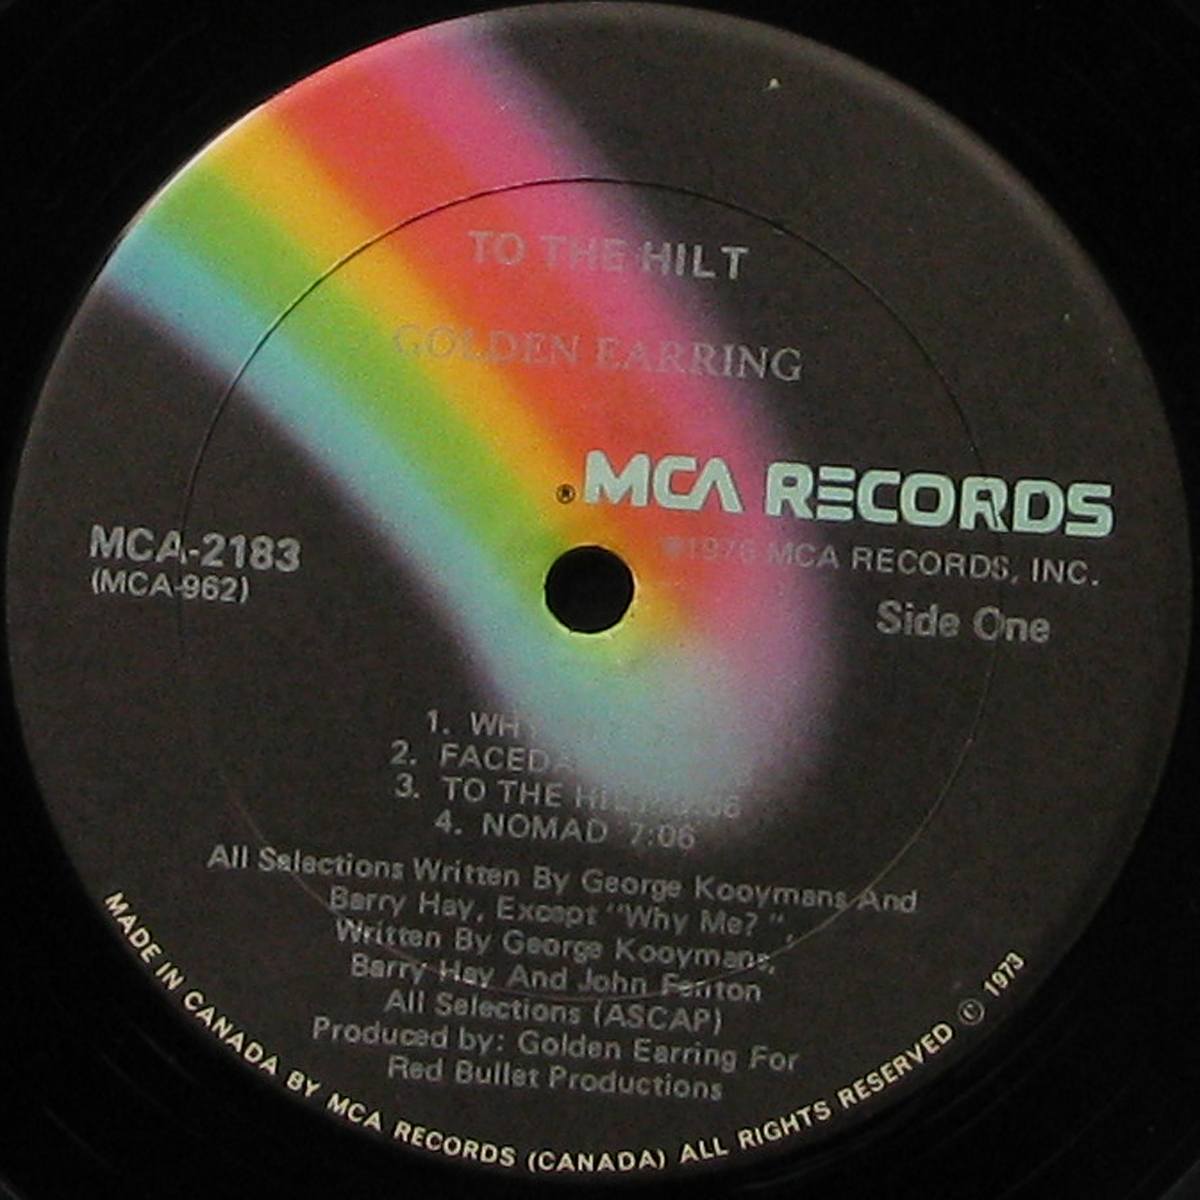 TO THE HILT
GOLDEN EARRING
® MCA RECORDS
℗1976 MCA RECORDS, INC.
MCA-2183
(MCA-962)
Side One
1.
2.
3. TO THE HILT
4. NOMAD 7:06
All Selections Written By George Kooymans And
Barry Hay, Except "Why Me? ",
Written By George Kooymans,
Barry Hay And John Fenton
All Selections (ASCAP)
Produced by: Golden Earring For
Red Bullet Productions
MADE IN CANADA BY MCA RECORDS (CANADA) ALL RIGHTS RESERVED © 1973